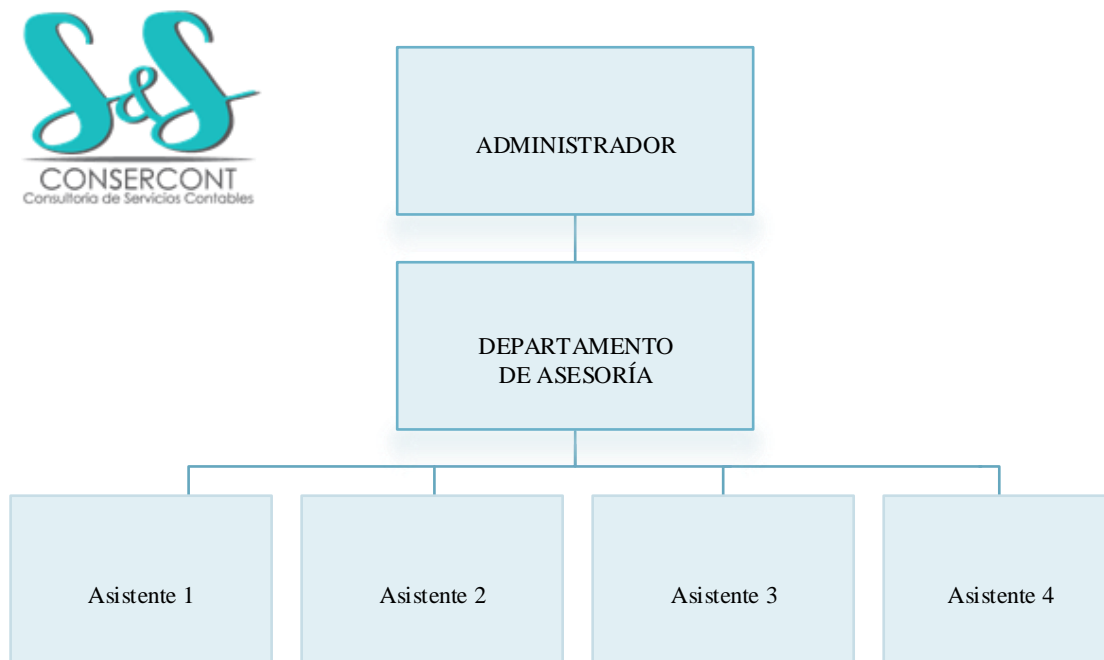 S&S
CONSERCONT
Consultoría de Servicios Contables
ADMINISTRADOR
DEPARTAMENTO
DE ASESORÍA
Asistente 1
Asistente 2
Asistente 3
Asistente 4